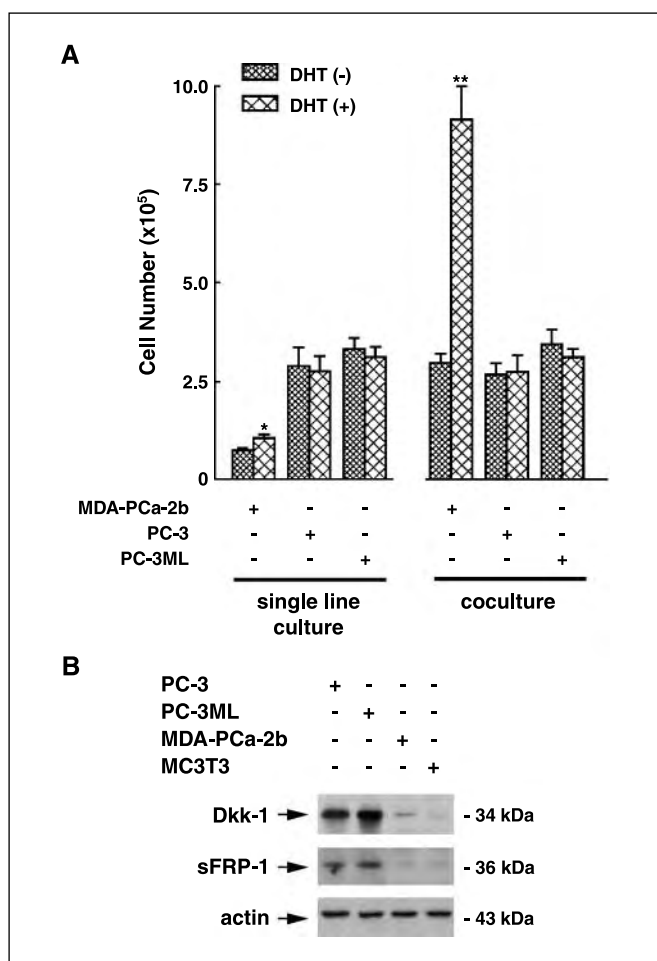 A
DHT (-)
DHT (+)
10.0
7.5
5.0
2.5
0
Cell Number (x10⁵)
*
**
MDA-PCa-2b + - - + - -
PC-3 - + - - + -
PC-3ML - - + - - +
single line culture
coculture
B
PC-3 + - - -
PC-3ML - + - -
MDA-PCa-2b - - + -
MC3T3 - - - +
Dkk-1 - 34 kDa
sFRP-1 - 36 kDa
actin - 43 kDa